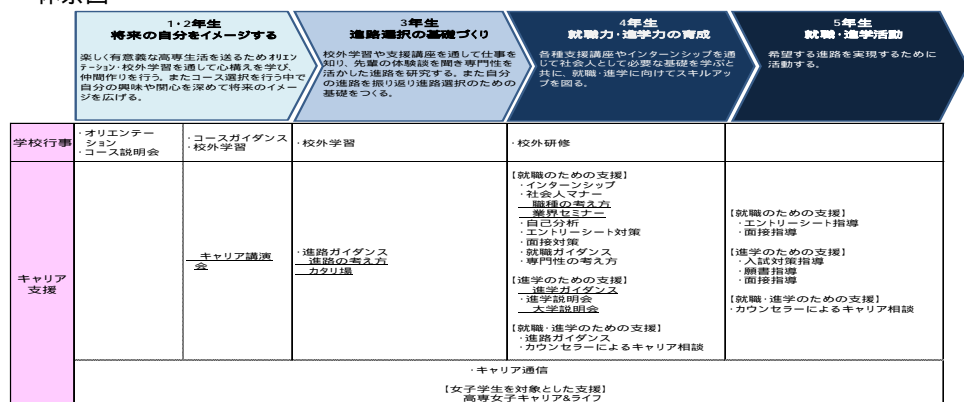 体系図
1・2年生
将来の自分をイメージする
楽しく有意義な高専生活を送るためオリエン
テーション・校外学習を通して心構えを学び、
仲間作りを行う。またコース選択を行う中で
自分の興味や関心を深めて将来のイメー
ジを広げる。
3年生
進路選択の基礎づくり
校外学習や支援講座を通して仕事を
知り、先輩の体験談を聞き専門性を
活かした進路を研究する。また自分
の進路を振り返り進路選択のための
基礎をつくる。
4年生
就職力・進学力の育成
各種支援講座やインターンシップを通
じて社会人として必要な基礎を学ぶと
共に、就職・進学に向けてスキルアッ
プを図る。
5年生
就職・進学活動
希望する進路を実現するために
活動する。
学校行事
・オリエンテー
ション
・コース説明会
・コースガイダンス
・校外学習
・校外学習
・校外研修
キャリア
支援
キャリア講演
会
・進路ガイダンス
進路の考え方
カタリ場
【就職のための支援】
・インターンシップ
・社会人マナー
職種の考え方
業界セミナー
・自己分析
・エントリーシート対策
・面接対策
・就職ガイダンス
・専門性の考え方
【進学のための支援】
進学ガイダンス
・進学説明会
大学説明会
【就職・進学のための支援】
・進路ガイダンス
・カウンセラーによるキャリア相談
【就職のための支援】
・エントリーシート指導
・面接指導
【進学のための支援】
・入試対策指導
・願書指導
・面接指導
【就職・進学のための支援】
・カウンセラーによるキャリア相談
・キャリア通信
【女子学生を対象とした支援】
高専女子キャリア&ライフ